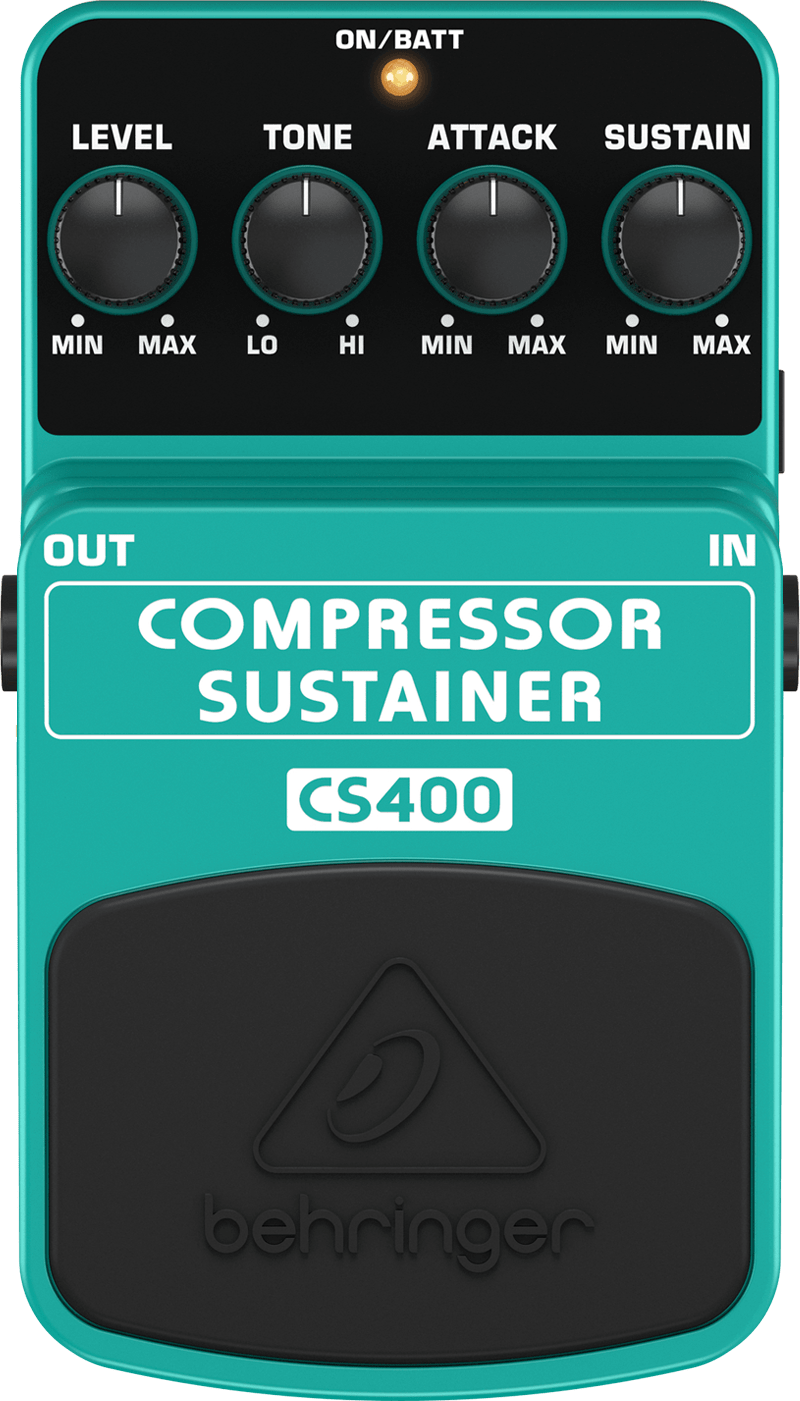 ON/BATT
LEVEL TONE ATTACK SUSTAIN
MIN MAX LO HI MIN MAX MIN MAX
OUT IN
COMPRESSOR
SUSTAINER
CS400
behringer